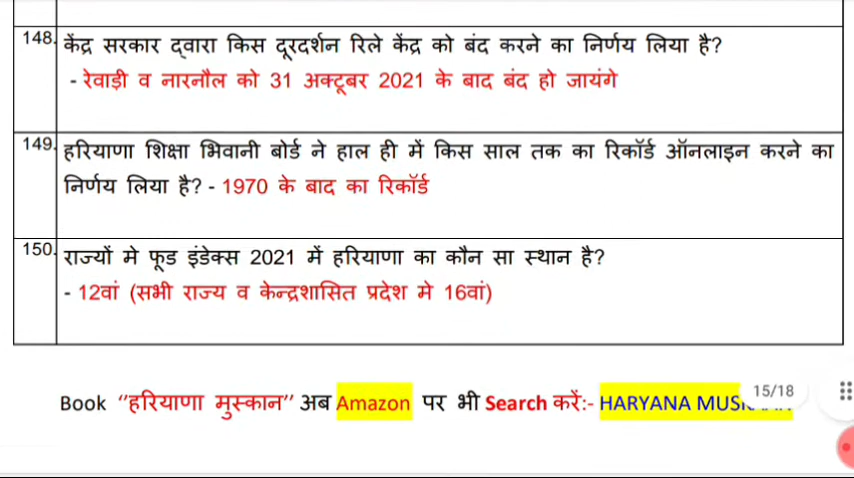 148. केंद्र सरकार द्वारा किस दूरदर्शन रिले केंद्र को बंद करने का निर्णय लिया है?
- रेवाड़ी व नारनौल को 31 अक्टूबर 2021 के बाद बंद हो जायंगे
149. हरियाणा शिक्षा भिवानी बोर्ड ने हाल ही में किस साल तक का रिकॉर्ड ऑनलाइन करने का
निर्णय लिया है? - 1970 के बाद का रिकॉर्ड
150. राज्यों मे फूड इंडेक्स 2021 में हरियाणा का कौन सा स्थान है?
- 12वां (सभी राज्य व केन्द्रशासित प्रदेश मे 16वां)
15/18
Book “हरियाणा मुस्कान” अब Amazon पर भी Search करें:- HARYANA